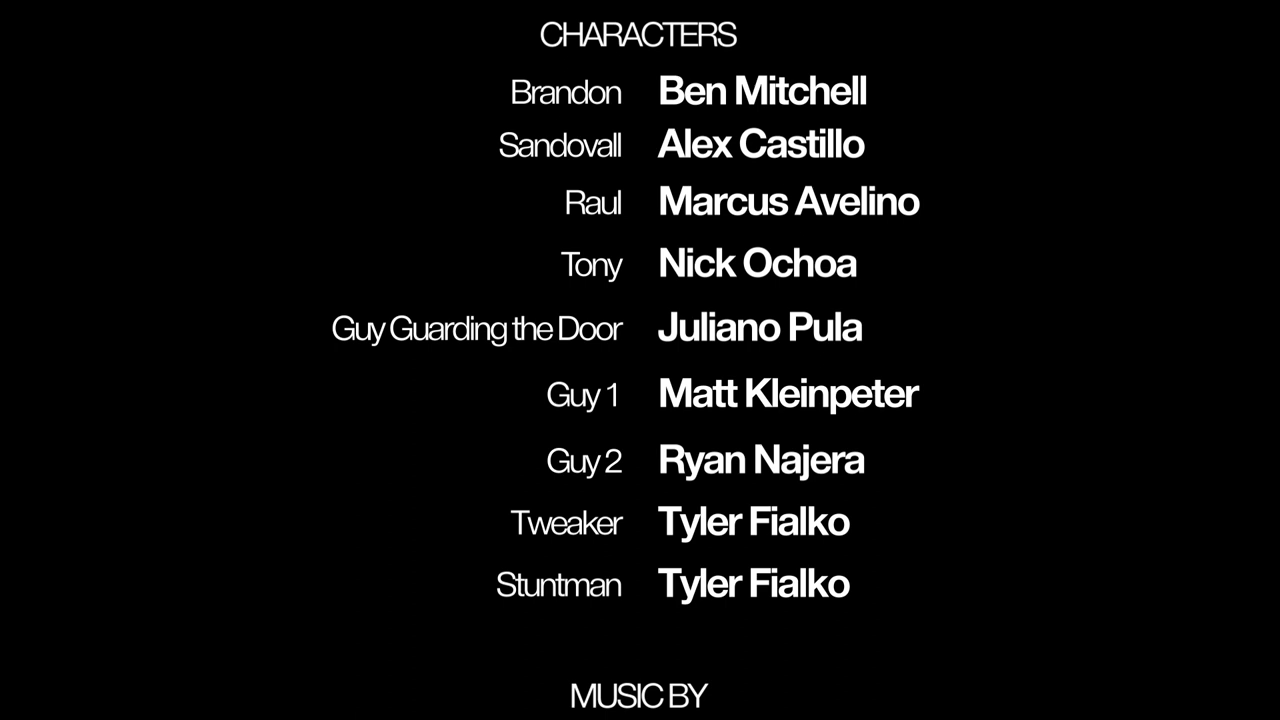 CHARACTERS
Brandon Ben Mitchell
Sandovall Alex Castillo
Raul Marcus Avelino
Tony Nick Ochoa
Guy Guarding the Door Juliano Pula
Guy 1 Matt Kleinpeter
Guy 2 Ryan Najera
Tweaker Tyler Fialko
Stuntman Tyler Fialko
MUSIC BY